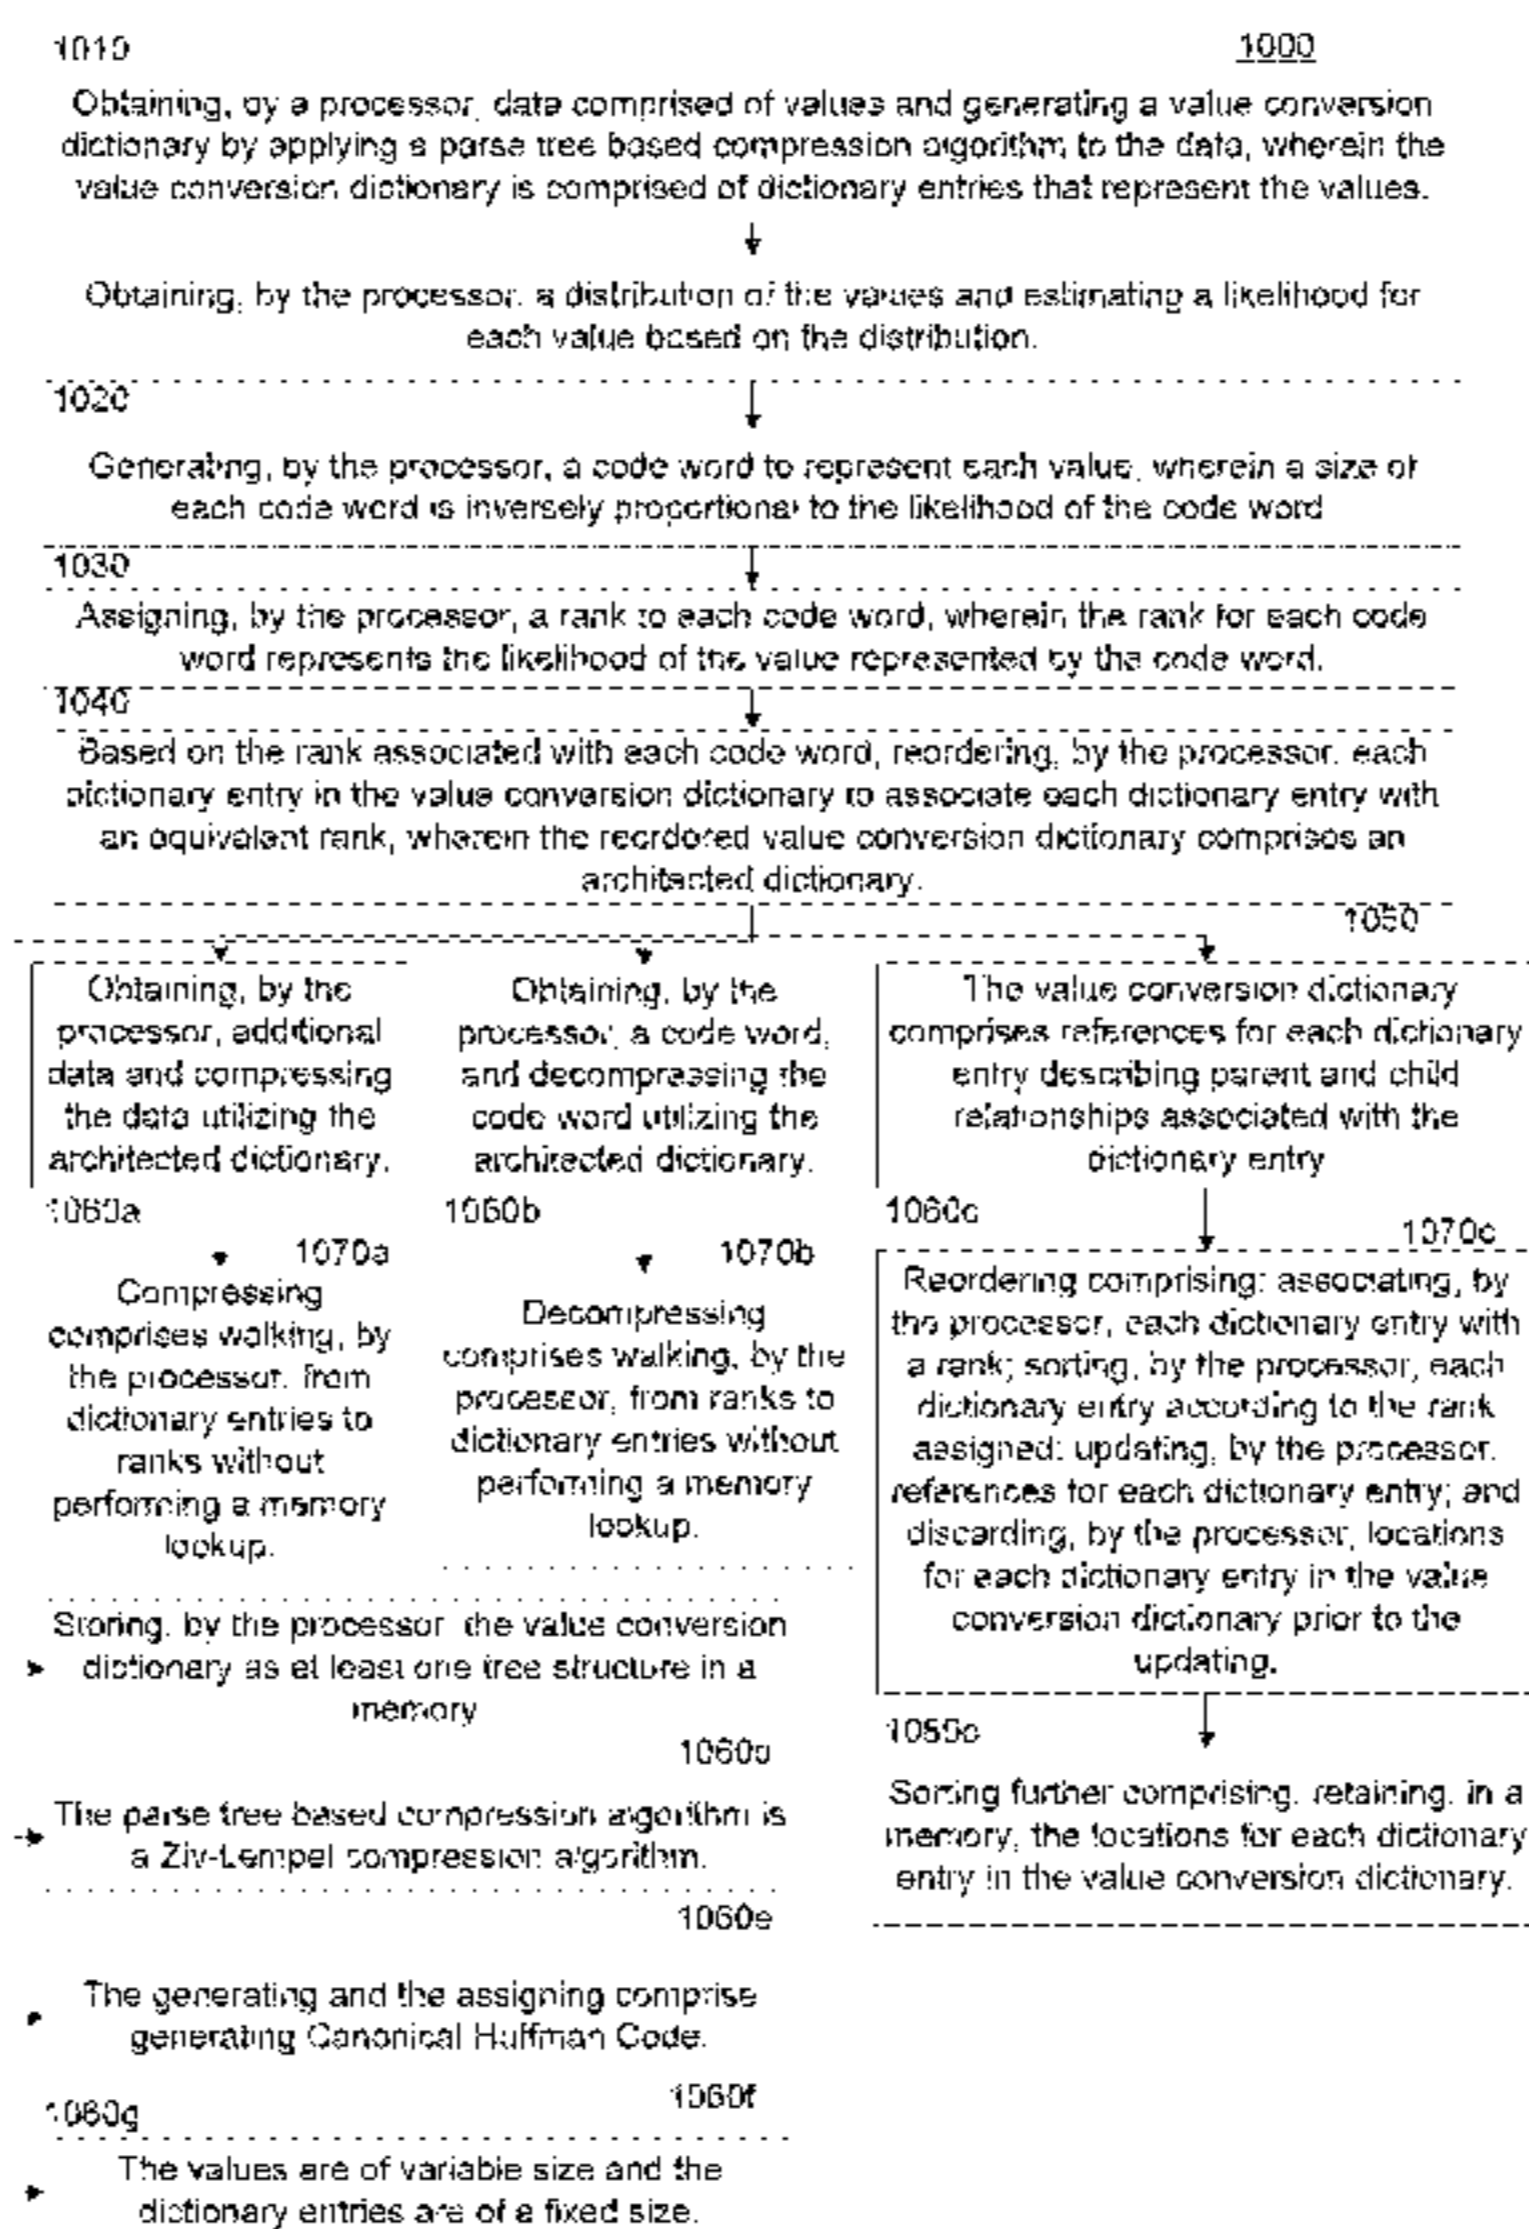 1010
1000
Obtaining, by a processor, data comprised of values and generating a value conversion
dictionary by applying a parse tree based compression algorithm to the data, wherein the
value conversion dictionary is comprised of dictionary entries that represent the values.
Obtaining, by the processor, a distribution of the values and estimating a likelihood for
each value based on the distribution.
1020
Generating, by the processor, a code word to represent each value, wherein a size of
each code word is inversely proportional to the likelihood of the code word
1030
Assigning, by the processor, a rank to each code word, wherein the rank for each code
word represents the likelihood of the value represented by the code word.
1040
Based on the rank associated with each code word, reordering, by the processor, each
dictionary entry in the value conversion dictionary to associate each dictionary entry with
an equivalent rank, wherein the reordered value conversion dictionary comprises an
architected dictionary.
1050
Obtaining, by the
processor, additional
data and compressing
the data utilizing the
architected dictionary.
1060a
1070a
Compressing
comprises walking, by
the processor, from
dictionary entries to
ranks without
performing a memory
lookup.
Obtaining, by the
processor, a code word,
and decompressing the
code word utilizing the
architected dictionary.
1060b
1070b
Decompressing
comprises walking, by the
processor, from ranks to
dictionary entries without
performing a memory
lookup.
The value conversion dictionary
comprises references for each dictionary
entry describing parent and child
relationships associated with the
dictionary entry
1060c
1070c
Reordering comprising: associating, by
the processor, each dictionary entry with
a rank; sorting, by the processor, each
dictionary entry according to the rank
assigned; updating, by the processor,
references for each dictionary entry; and
discarding, by the processor, locations
for each dictionary entry in the value
conversion dictionary prior to the
updating.
Sorting further comprising, retaining, in a
memory, the locations for each dictionary
entry in the value conversion dictionary.
Storing, by the processor, the value conversion
dictionary as at least one tree structure in a
memory
The parse tree based compression algorithm is
a Ziv-Lempel compression algorithm.
1060e
The generating and the assigning comprise
generating Canonical Huffman Code.
1060f
1060g
The values are of variable size and the
dictionary entries are of a fixed size.